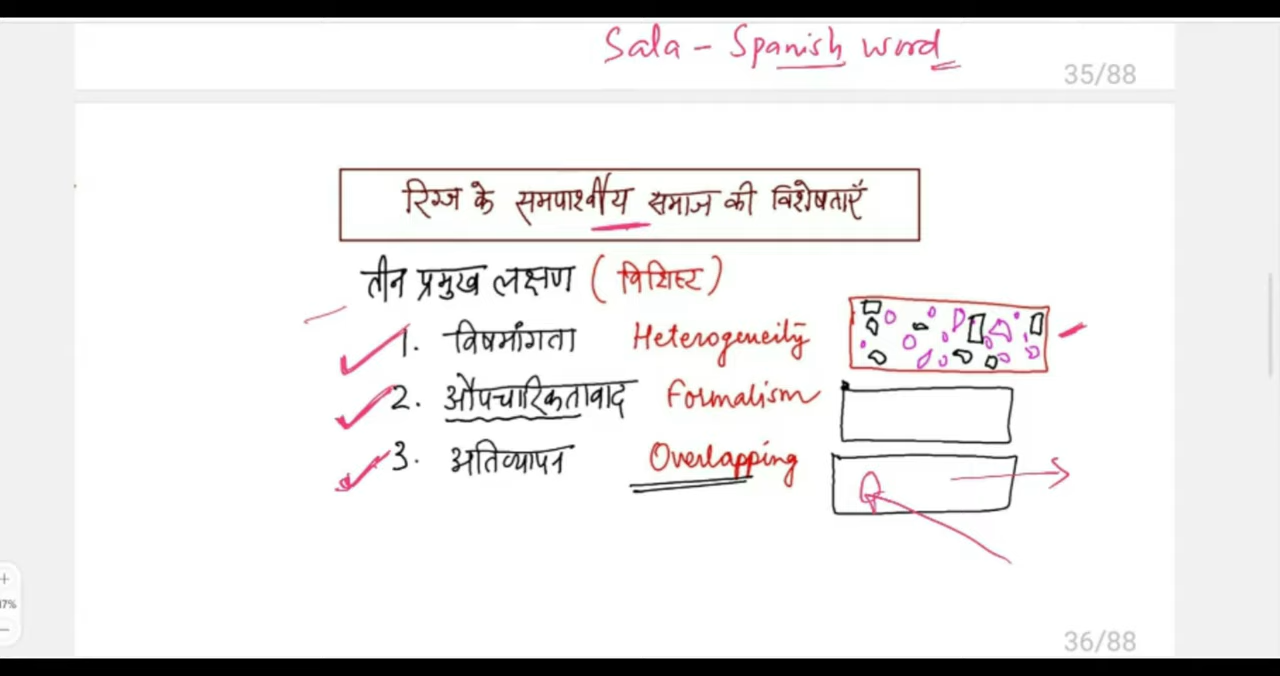 Sala - Spanish word
35/88
रिग्ज के समपार्श्वीय समाज की विशेषताएँ
तीन प्रमुख लक्षण (विशिष्ट)
1. विषमांगता Heterogeneity
2. औपचारिकतावाद Formalism
3. अतिव्यापन Overlapping
+
17%
-
36/88